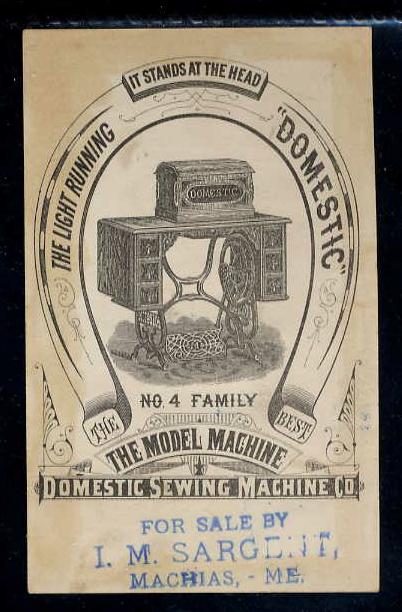 IT STANDS AT THE HEAD
THE LIGHT RUNNING
"DOMESTIC"
DOMESTIC
NO 4 FAMILY
THE BEST
THE MODEL MACHINE
DOMESTIC SEWING MACHINE CO
FOR SALE BY
I. M. SARGENT,
MACHIAS, - ME.